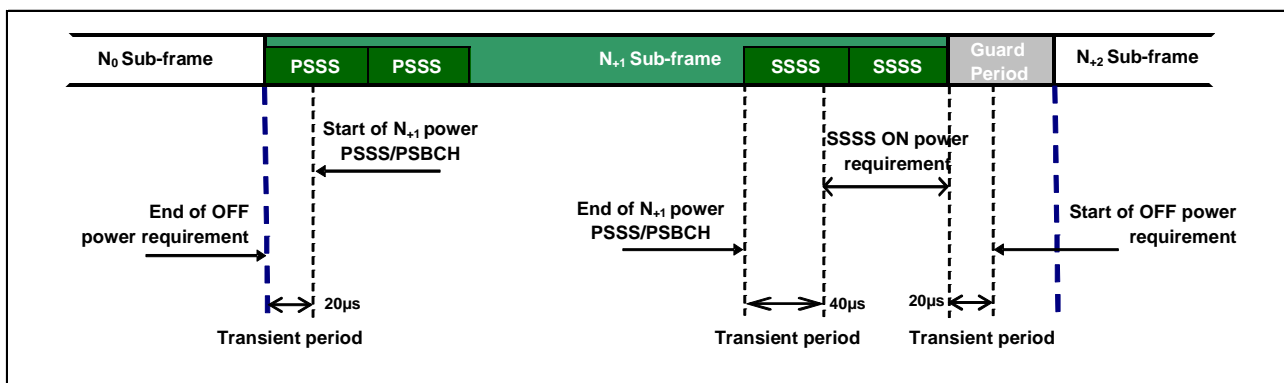 N₀ Sub-frame
PSSS
PSSS
N₊₁ Sub-frame
SSSS
SSSS
Guard
Period
N₊₂ Sub-frame
Start of N₊₁ power
PSSS/PSBCH
SSSS ON power
requirement
End of OFF
power requirement
End of N₊₁ power
PSSS/PSBCH
Start of OFF power
requirement
20µs
40µs
20µs
Transient period
Transient period
Transient period